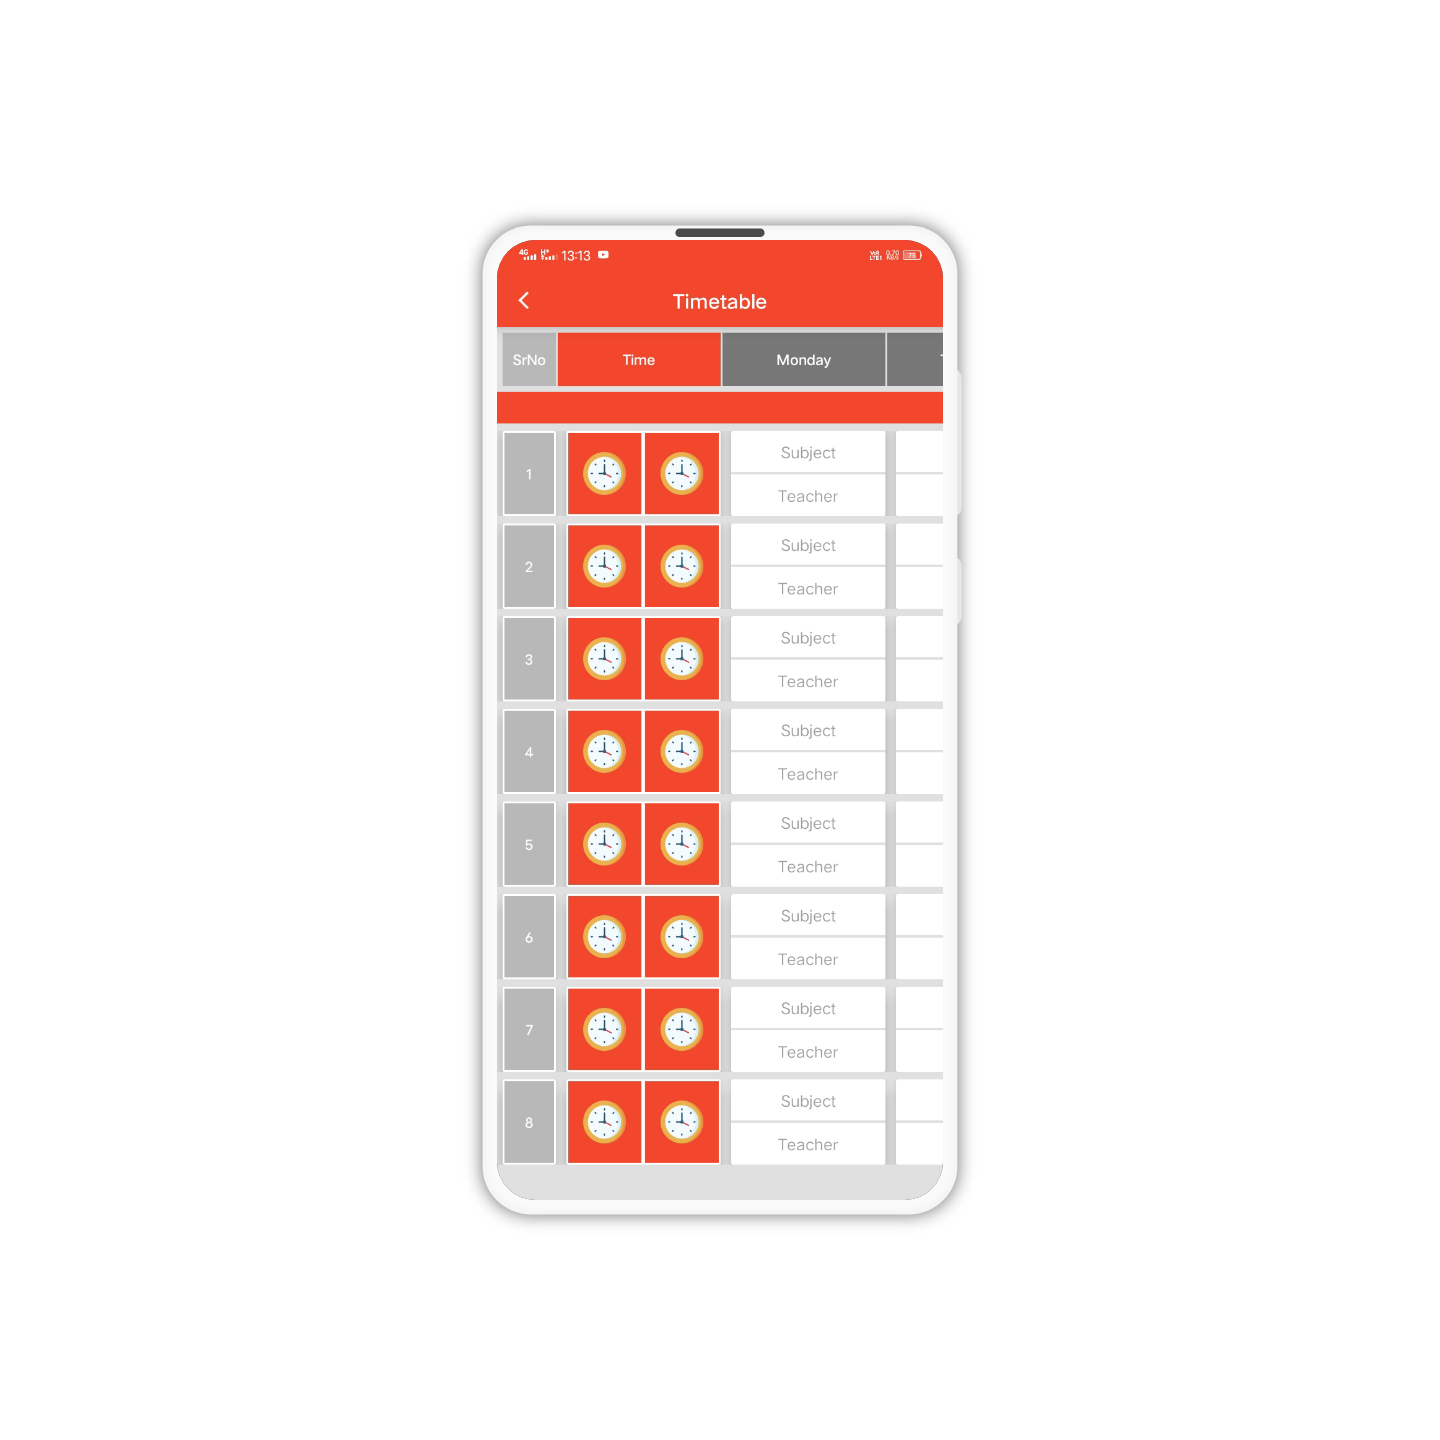 4G H+ 13:13
Timetable
SrNo Time Monday
1 Subject
Teacher
2 Subject
Teacher
3 Subject
Teacher
4 Subject
Teacher
5 Subject
Teacher
6 Subject
Teacher
7 Subject
Teacher
8 Subject
Teacher